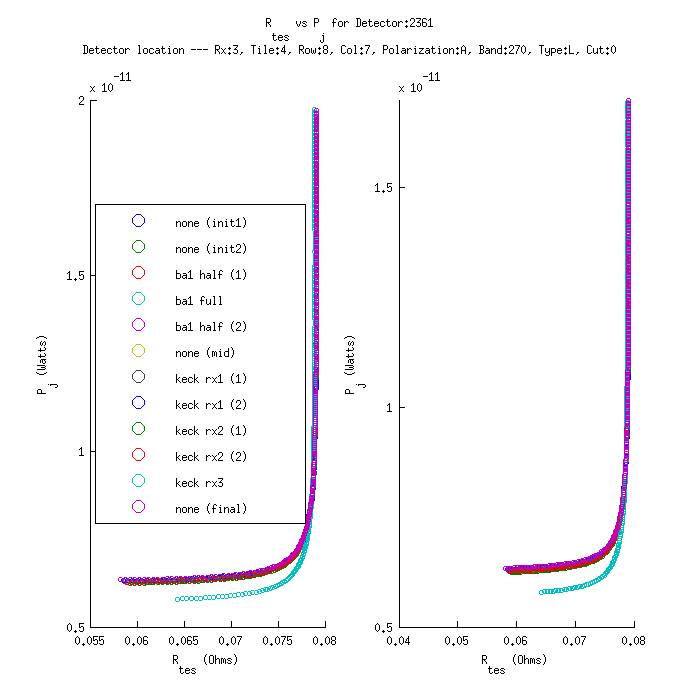 R tes vs P j for Detector:2361
Detector location --- Rx:3, Tile:4, Row:8, Col:7, Polarization:A, Band:270, Type:L, Cut:0
x 10 -11
2
1.5
1
0.5
P j (Watts)
none (init1)
none (init2)
ba1 half (1)
ba1 full
ba1 half (2)
none (mid)
keck rx1 (1)
keck rx1 (2)
keck rx2 (1)
keck rx2 (2)
keck rx3
none (final)
0.055 0.06 0.065 0.07 0.075 0.08
R tes (Ohms)
x 10 -11
1.5
1
0.5
P j (Watts)
0.04 0.05 0.06 0.07 0.08
R tes (Ohms)